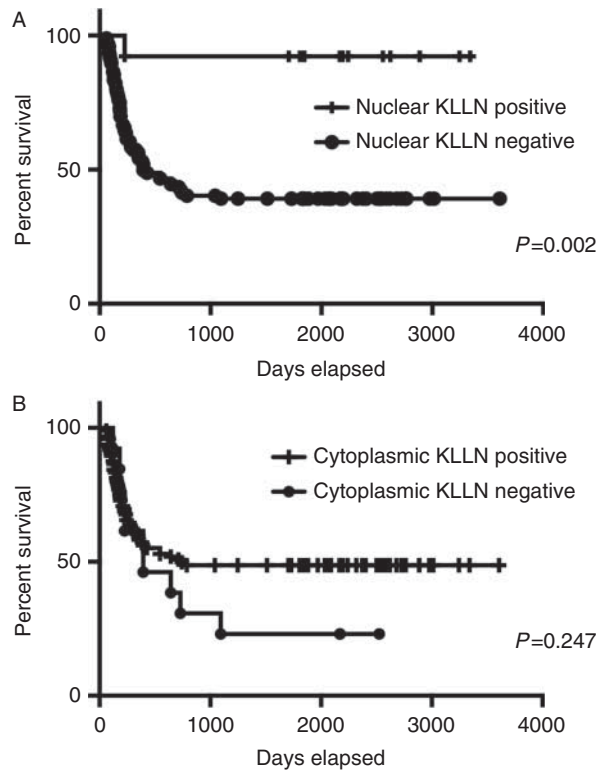 A
100
50
0
Percent survival
Nuclear KLLN positive
Nuclear KLLN negative
P=0.002
0 1000 2000 3000 4000
Days elapsed
B
100
50
0
Percent survival
Cytoplasmic KLLN positive
Cytoplasmic KLLN negative
P=0.247
0 1000 2000 3000 4000
Days elapsed